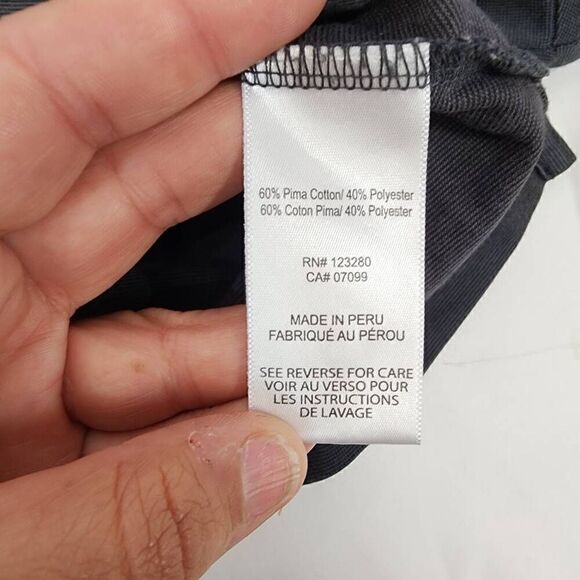 60% Pima Cotton/ 40% Polyester
60% Coton Pima/ 40% Polyester
RN# 123280
CA# 07099
MADE IN PERU
FABRIQUÉ AU PÉROU
SEE REVERSE FOR CARE
VOIR AU VERSO POUR
LES INSTRUCTIONS
DE LAVAGE